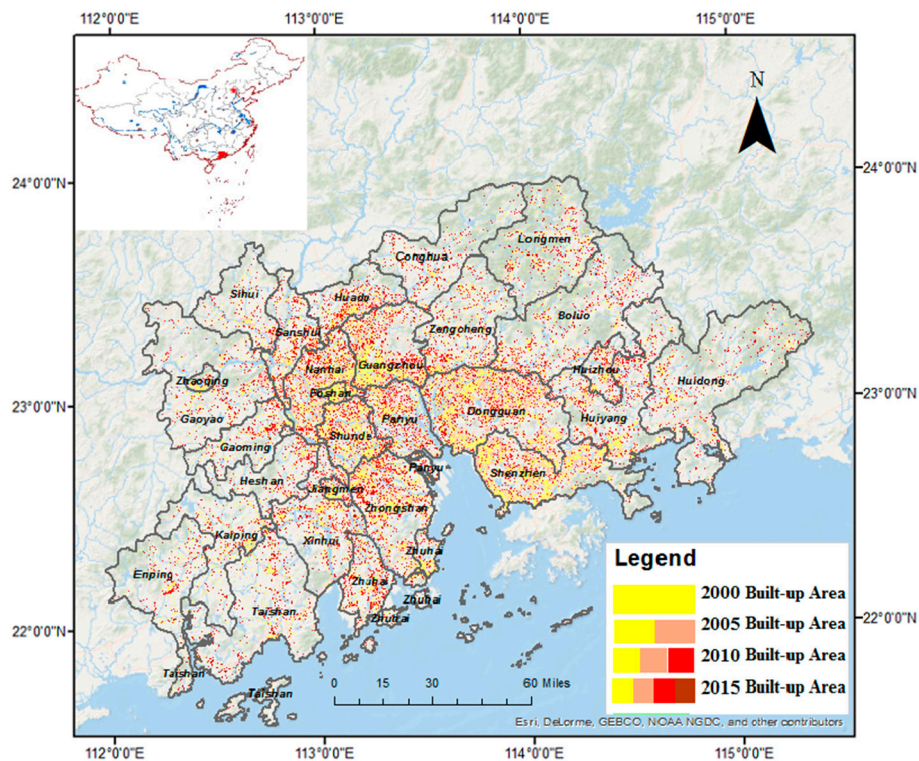 112°0'0"E 113°0'0"E 114°0'0"E 115°0'0"E
N
24°0'0"N 24°0'0"N
Longmen
Conghua
Sihui
Huadu
Boluo
Sanshui
Zengcheng
Nanhai
Guangzhou
Huizhou
Zhaoqing
Huidong
23°0'0"N 23°0'0"N
Foshan
Dongguan
Gaoyao
Panyu
Huiyang
Shunde
Gaoming
Panyu
Shenzhen
Heshan
Jiangmen
Zhongshan
Kaiping
Xinhui
Zhuhai
Enping
Zhuhai
Zhuhai
Taishan
Zhuhai
22°0'0"N 22°0'0"N
Taishan
Taishan
Legend
2000 Built-up Area
2005 Built-up Area
2010 Built-up Area
2015 Built-up Area
0 15 30 60 Miles
Esri, DeLorme, GEBCO, NOAA NGDC, and other contributors
112°0'0"E 113°0'0"E 114°0'0"E 115°0'0"E